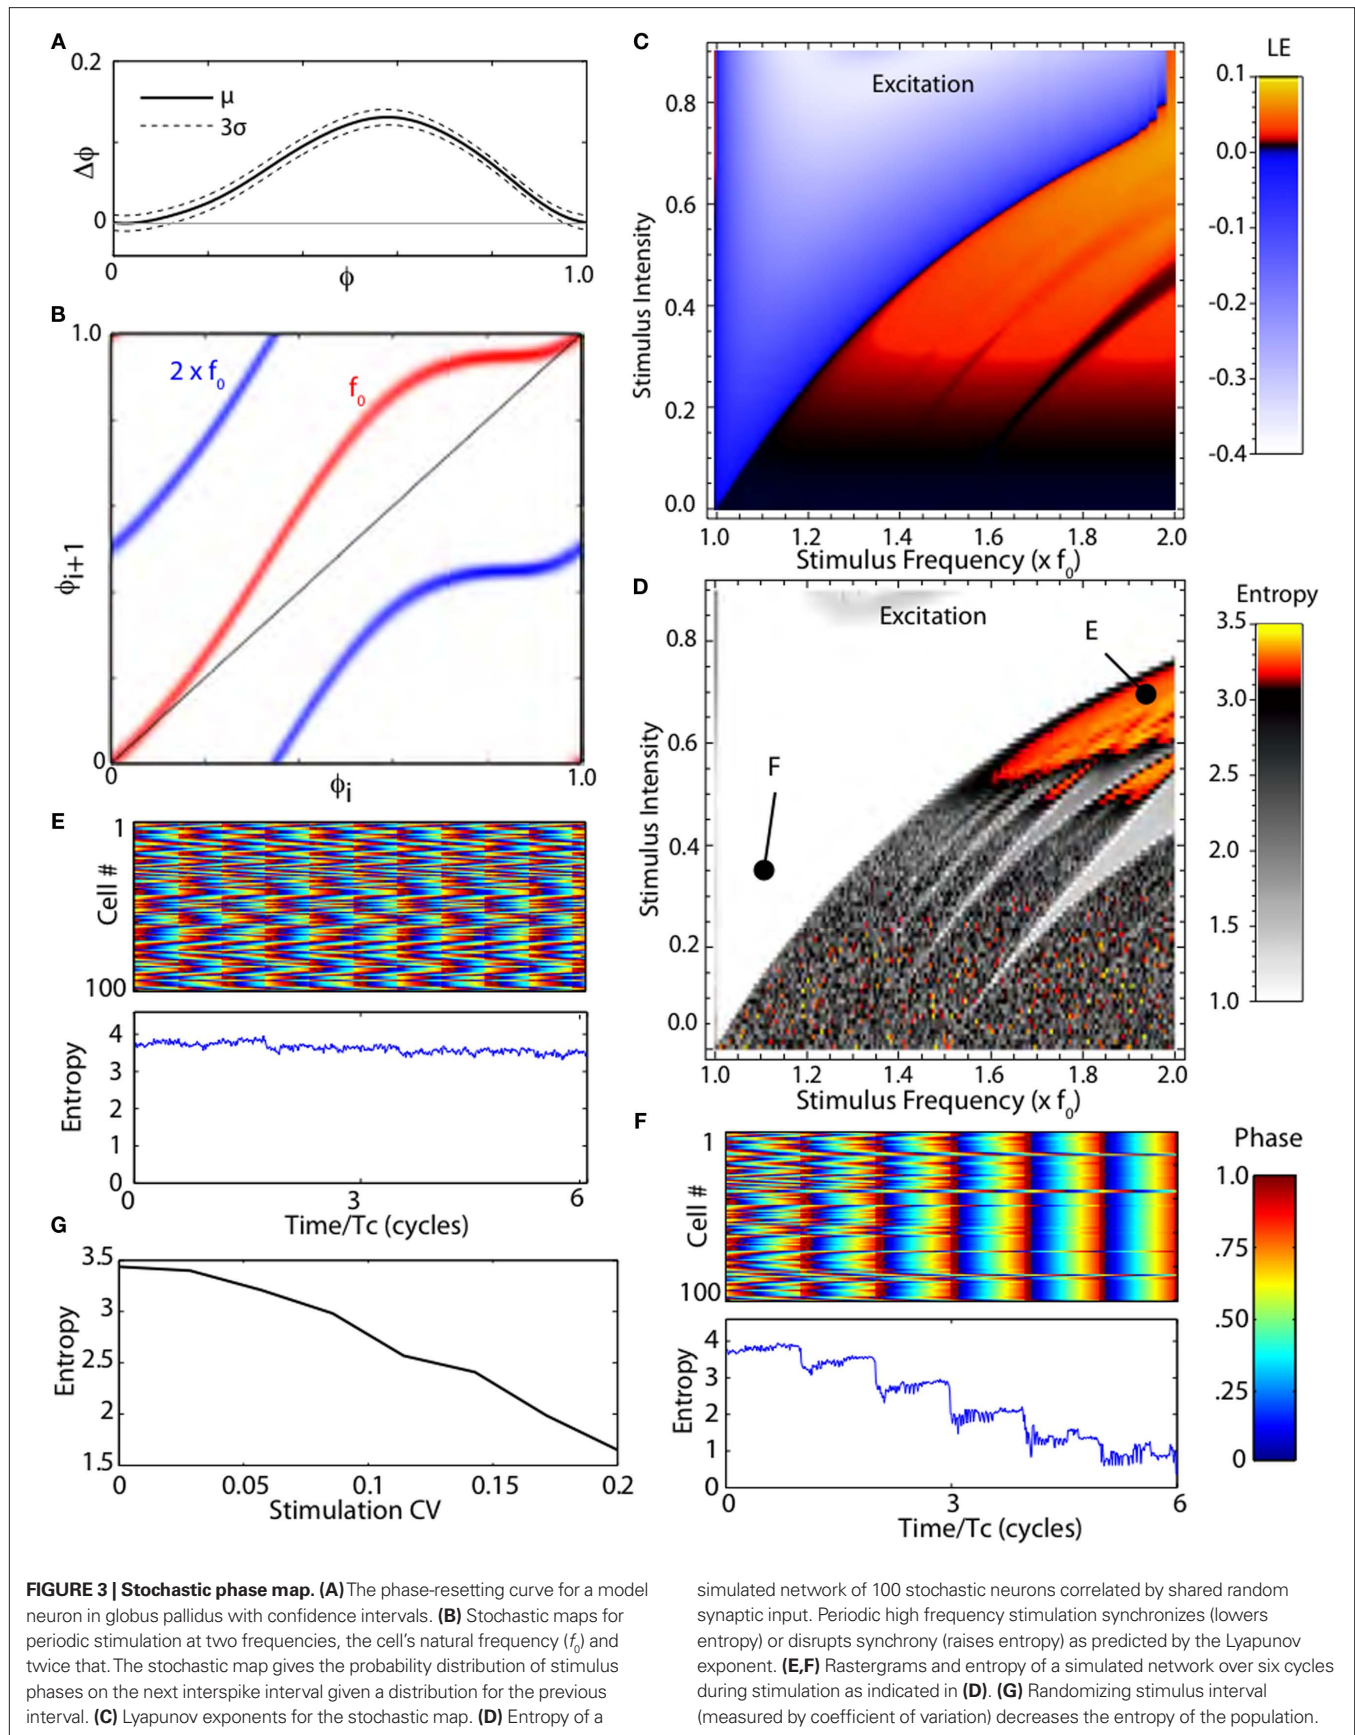 A
0.2
Δϕ
0
μ
3σ
0
ϕ
1.0
B
1.0
2 x f0
f0
ϕi+1
0
0
ϕi
1.0
C
Excitation
Stimulus Intensity
0.8
0.6
0.4
0.2
0.0
1.0 1.2 1.4 1.6 1.8 2.0
Stimulus Frequency (x f0)
LE
0.1
0.0
-0.1
-0.2
-0.3
-0.4
D
Excitation
E
F
Stimulus Intensity
0.8
0.6
0.4
0.2
0.0
1.0 1.2 1.4 1.6 1.8 2.0
Stimulus Frequency (x f0)
Entropy
3.5
3.0
2.5
2.0
1.5
1.0
E
1
Cell #
100
Entropy
4
3
2
1
0
0 3 6
Time/Tc (cycles)
F
1
Cell #
100
Entropy
4
3
2
1
0
0 3 6
Time/Tc (cycles)
Phase
1.0
.75
.50
.25
0
G
3.5
3
2.5
2
1.5
Entropy
0 0.05 0.1 0.15 0.2
Stimulation CV
FIGURE 3 | Stochastic phase map. (A) The phase-resetting curve for a model
neuron in globus pallidus with confidence intervals. (B) Stochastic maps for
periodic stimulation at two frequencies, the cell's natural frequency (f0) and
twice that. The stochastic map gives the probability distribution of stimulus
phases on the next interspike interval given a distribution for the previous
interval. (C) Lyapunov exponents for the stochastic map. (D) Entropy of a
simulated network of 100 stochastic neurons correlated by shared random
synaptic input. Periodic high frequency stimulation synchronizes (lowers
entropy) or disrupts synchrony (raises entropy) as predicted by the Lyapunov
exponent. (E,F) Rastergrams and entropy of a simulated network over six cycles
during stimulation as indicated in (D). (G) Randomizing stimulus interval
(measured by coefficient of variation) decreases the entropy of the population.